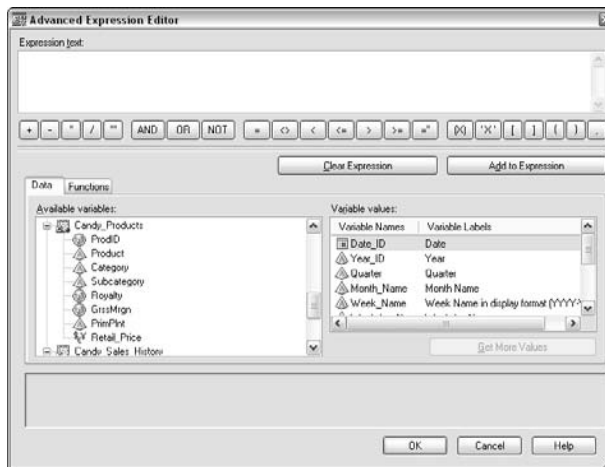 Advanced Expression Editor
Expression text:
+ - * / ** AND OR NOT = <> < <= > >= =* (X) 'X' [ ] ( ) ,
Clear Expression Add to Expression
Data Functions
Available variables:
Candy_Products
ProdID
Product
Category
Subcategory
Royalty
GrssMrgn
PrimPlnt
Retail_Price
Candy_Sales_History
Variable values:
Variable Names Variable Labels
Date_ID Date
Year_ID Year
Quarter Quarter
Month_Name Month Name
Week_Name Week Name in display format (YYYY-
Get More Values
OK Cancel Help